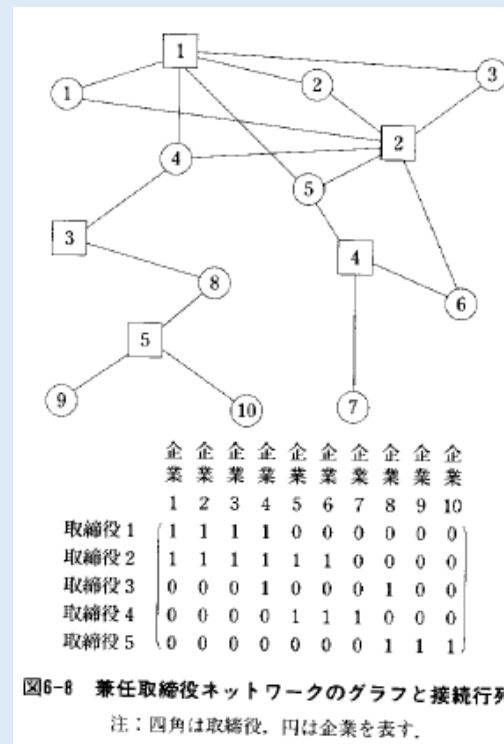 1
1
2
3
2
4
5
3
4
8
6
5
9
10
7
企業 企業 企業 企業 企業 企業 企業 企業 企業 企業
1 2 3 4 5 6 7 8 9 10
取締役 1 1 1 1 1 0 0 0 0 0 0
取締役 2 1 1 1 1 1 1 0 0 0 0
取締役 3 0 0 0 1 0 0 0 1 0 0
取締役 4 0 0 0 0 1 1 1 0 0 0
取締役 5 0 0 0 0 0 0 0 1 1 1
図6-8 兼任取締役ネットワークのグラフと接続行列
注：四角は取締役，円は企業を表す．